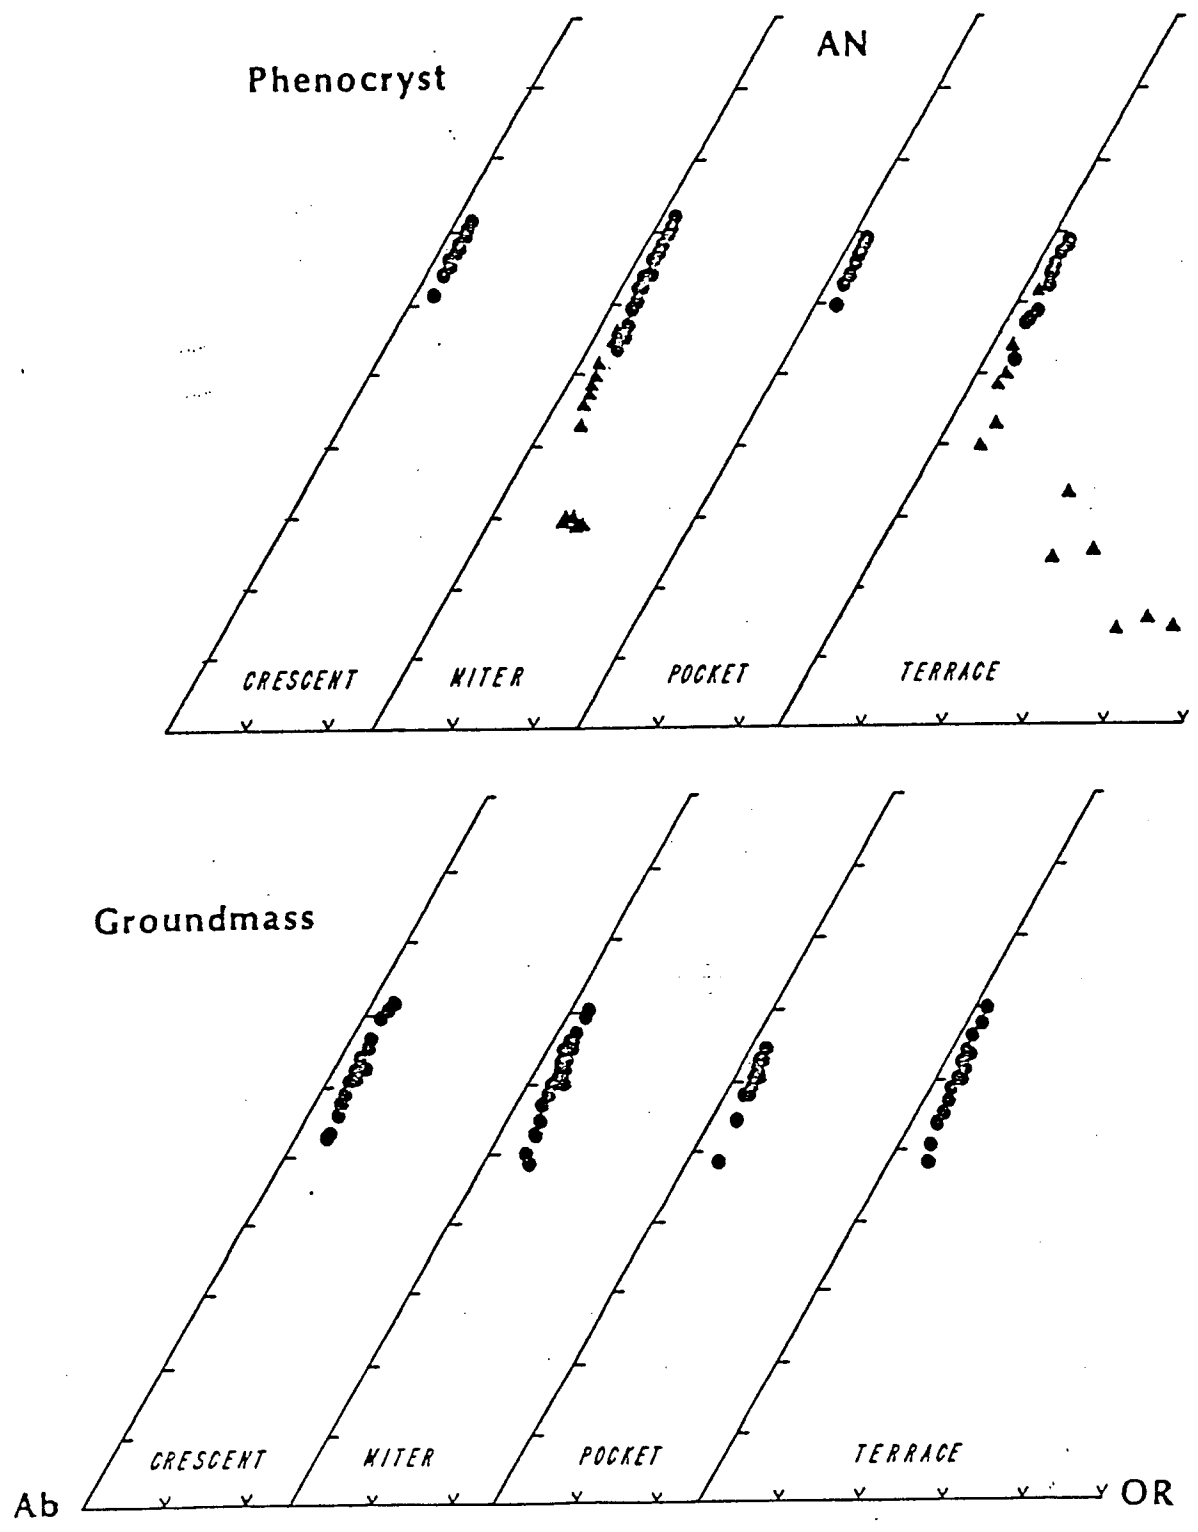 AN
Phenocryst
CRESCENT MITER POCKET TERRACE
Groundmass
CRESCENT MITER POCKET TERRACE
Ab OR